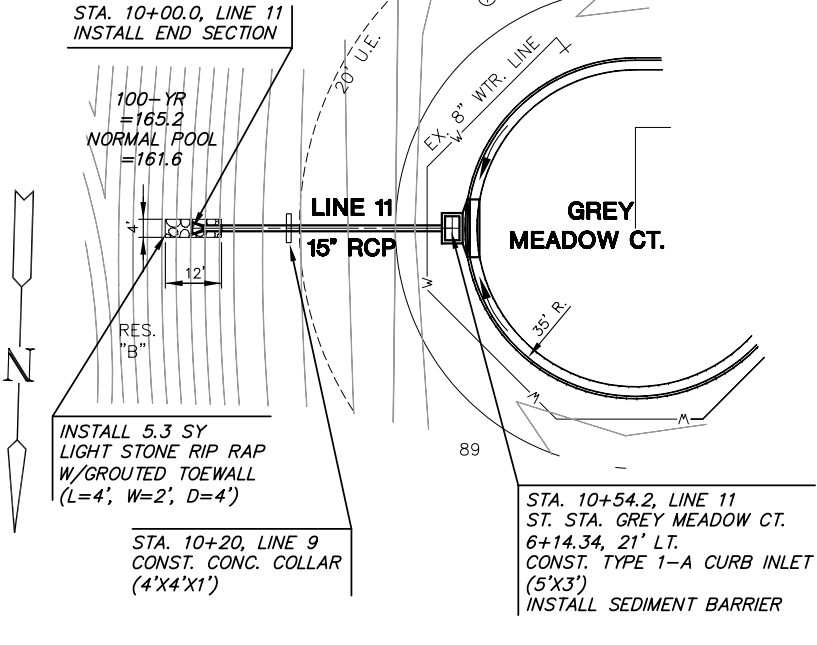 STA. 10+00.0, LINE 11
INSTALL END SECTION
20' U.E.
EX. 8" WTR. LINE
W
100-YR
=165.2
NORMAL POOL
=161.6
4'
12'
LINE 11
15" RCP
GREY
MEADOW CT.
W
35' R.
RES.
"B"
N
W
W
89
INSTALL 5.3 SY
LIGHT STONE RIP RAP
W/GROUTED TOEWALL
(L=4', W=2', D=4')
STA. 10+20, LINE 9
CONST. CONC. COLLAR
(4'X4'X1')
STA. 10+54.2, LINE 11
ST. STA. GREY MEADOW CT.
6+14.34, 21' LT.
CONST. TYPE 1-A CURB INLET
(5'X3')
INSTALL SEDIMENT BARRIER